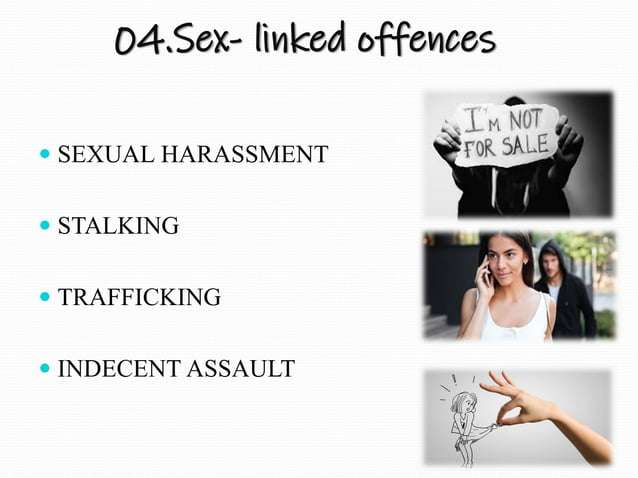 04.Sex- linked offences
SEXUAL HARASSMENT
STALKING
TRAFFICKING
INDECENT ASSAULT
I'M NOT
FOR SALE